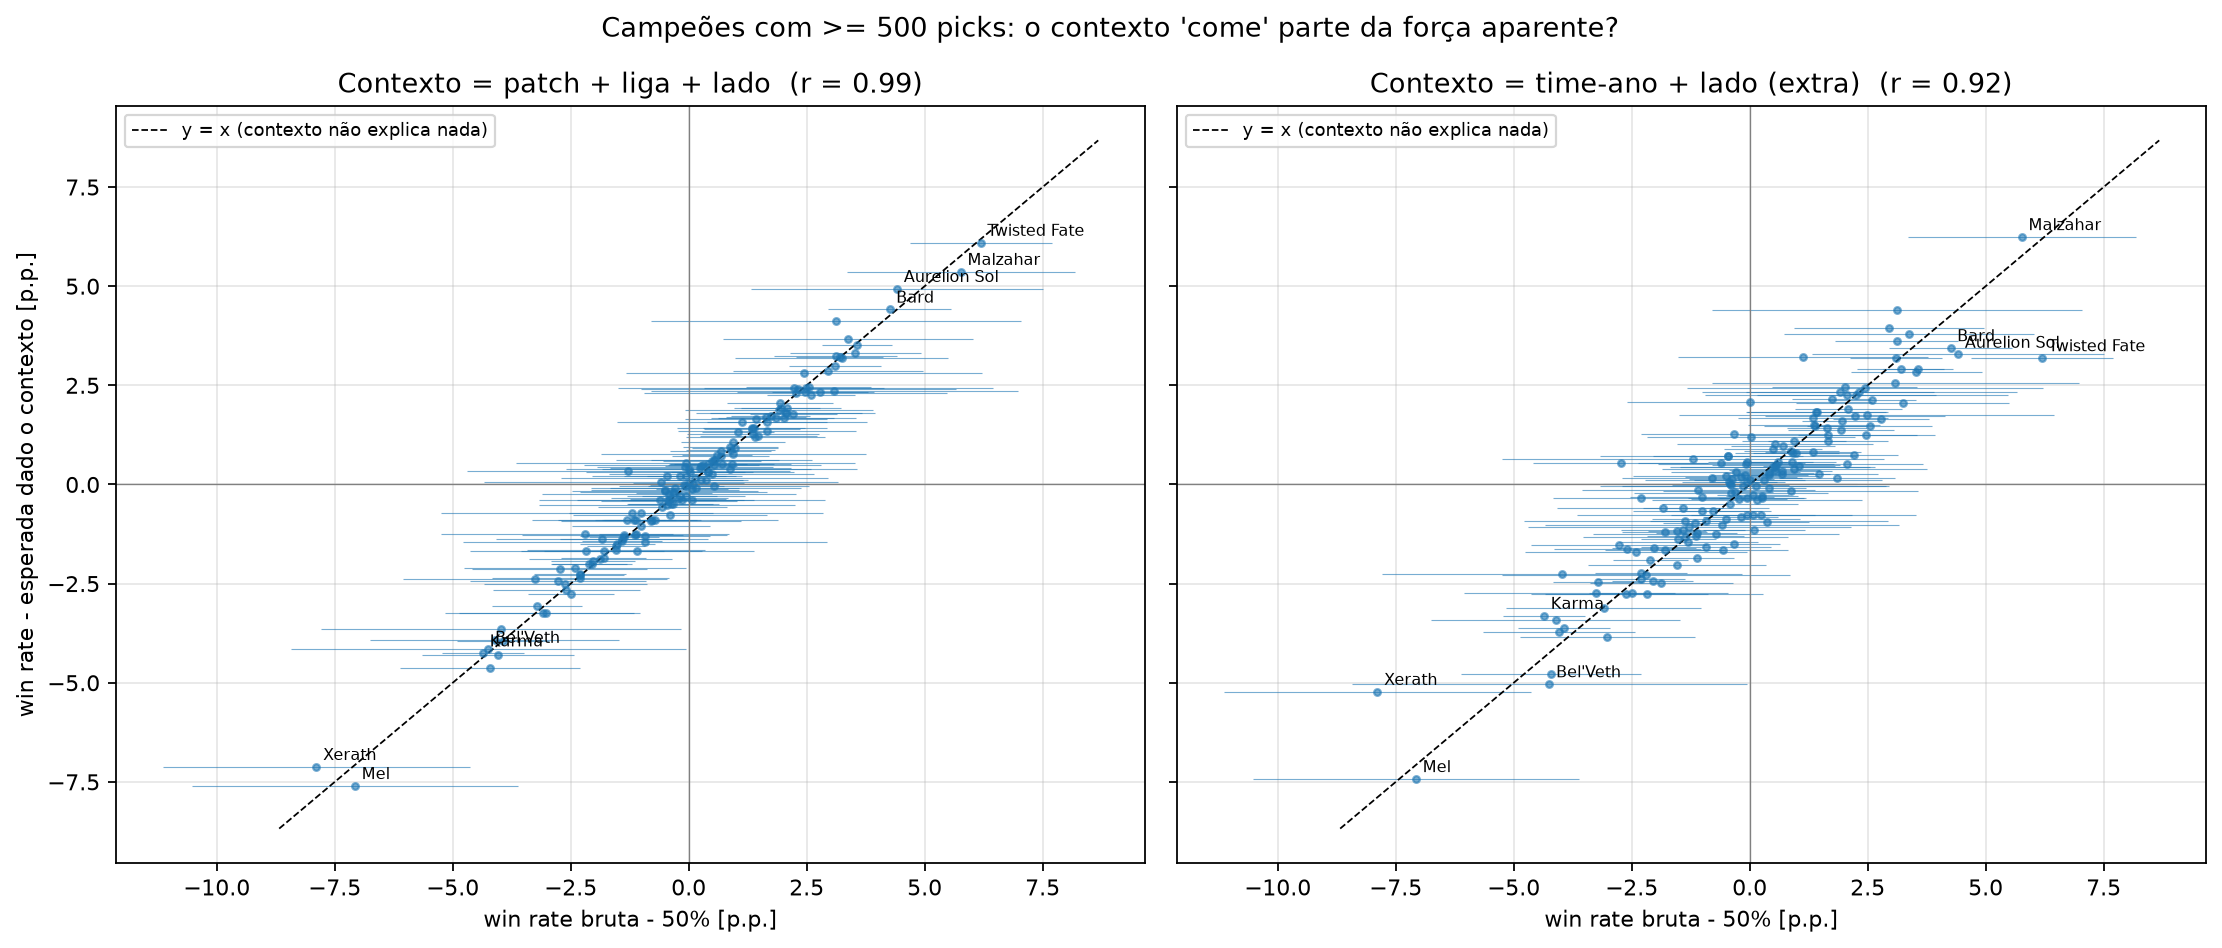 Campeões com >= 500 picks: o contexto 'come' parte da força aparente?
Contexto = patch + liga + lado  (r = 0.99)
y = x (contexto não explica nada)
win rate - esperada dado o contexto [p.p.]
7.5
5.0
2.5
0.0
−2.5
−5.0
−7.5
Twisted Fate
Malzahar
Aurelion Sol
Bard
Bel'Veth
Karma
Xerath
Mel
−10.0 −7.5 −5.0 −2.5 0.0 2.5 5.0 7.5
win rate bruta - 50% [p.p.]
Contexto = time-ano + lado (extra)  (r = 0.92)
y = x (contexto não explica nada)
Malzahar
Bard
Aurelion Sol
Twisted Fate
Karma
Bel'Veth
Xerath
Mel
−10.0 −7.5 −5.0 −2.5 0.0 2.5 5.0 7.5
win rate bruta - 50% [p.p.]